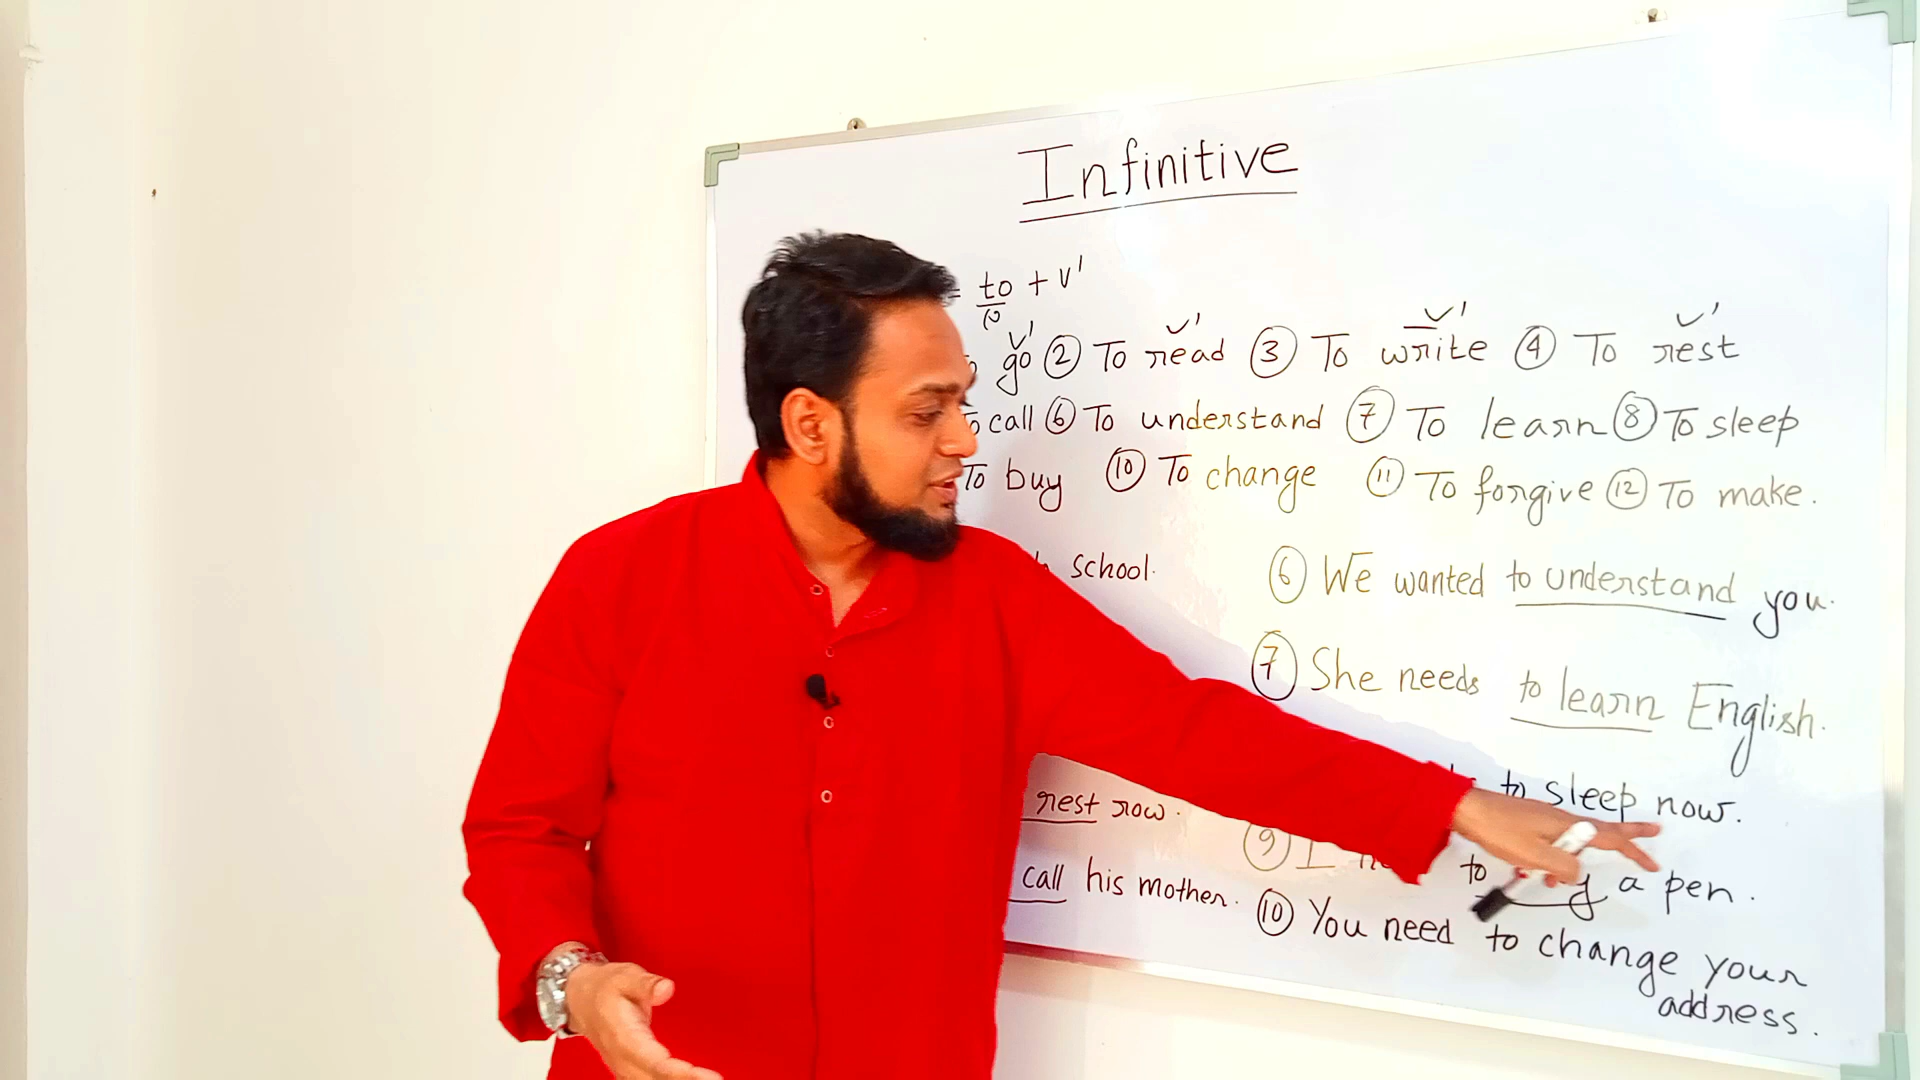 Infinitive
= to + v'
v' v' v' v'
go ② To read ③ To write ④ To rest
call ⑥ To understand ⑦ To learn ⑧ To sleep
To buy ⑩ To change ⑪ To forgive ⑫ To make.
school.
⑥ We wanted to understand you.
⑦ She needs to learn English.
to sleep now.
rest row.
⑨ I to a pen.
call his mother.
⑩ You need to change your
address.